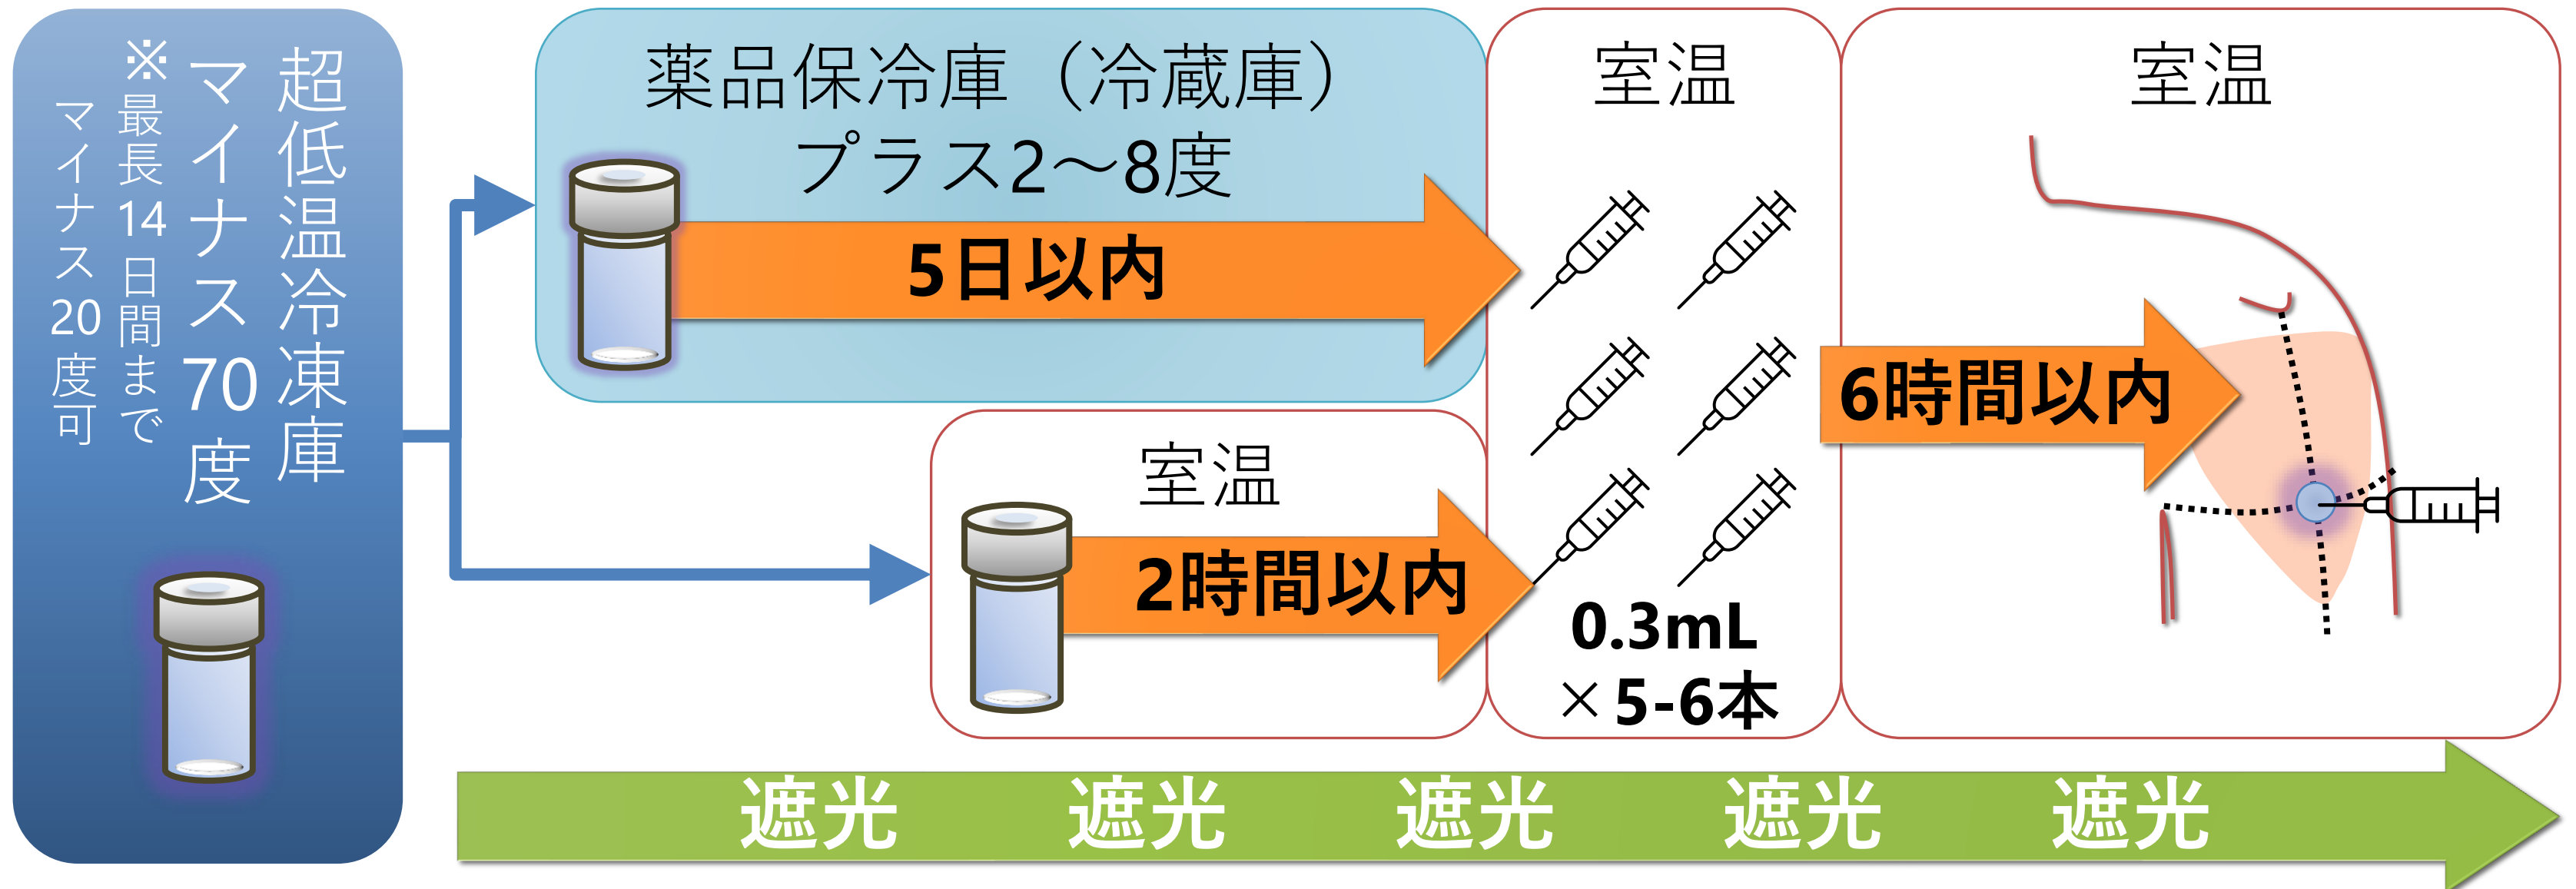 超低温冷凍庫
マイナス70度
※最長14日間まで
マイナス20度可
薬品保冷庫（冷蔵庫）
プラス2～8度
5日以内
室温
2時間以内
室温
0.3mL
×5-6本
室温
6時間以内
遮光 遮光 遮光 遮光 遮光